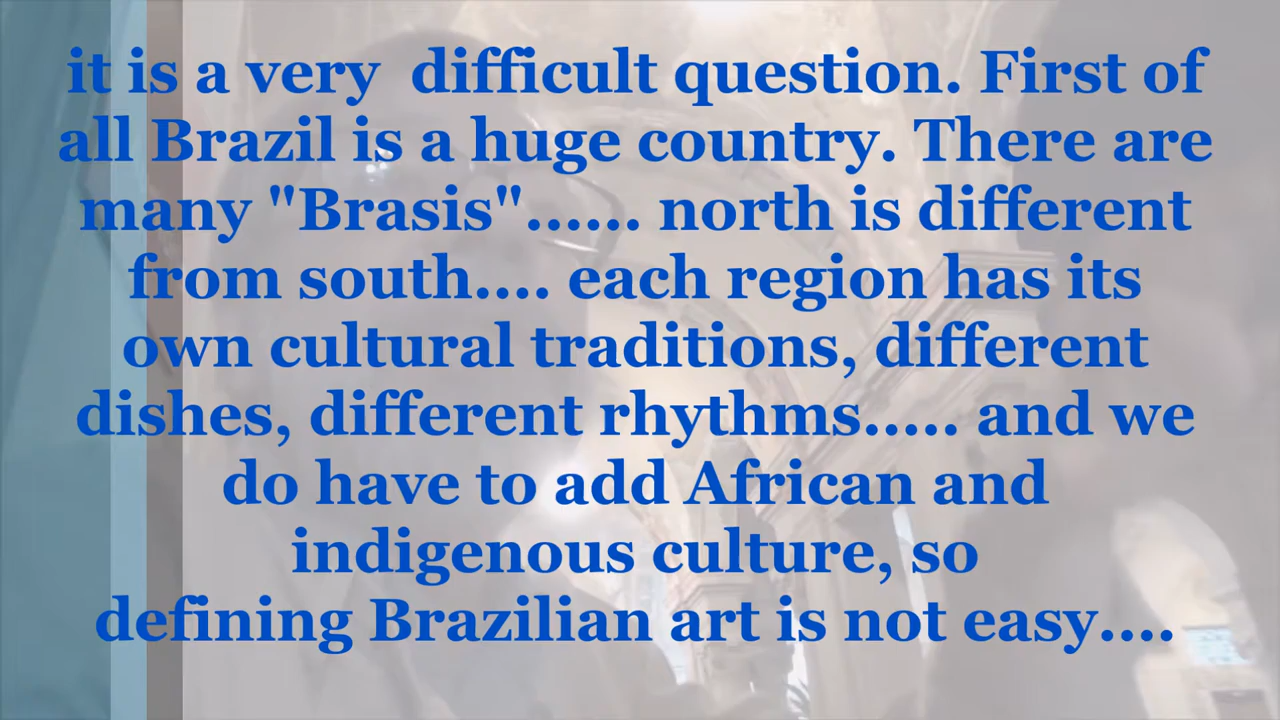 it is a very  difficult question. First of
all Brazil is a huge country. There are
many "Brasis"...... north is different
from south.... each region has its
own cultural traditions, different
dishes, different rhythms..... and we
do have to add African and
indigenous culture, so
defining Brazilian art is not easy....